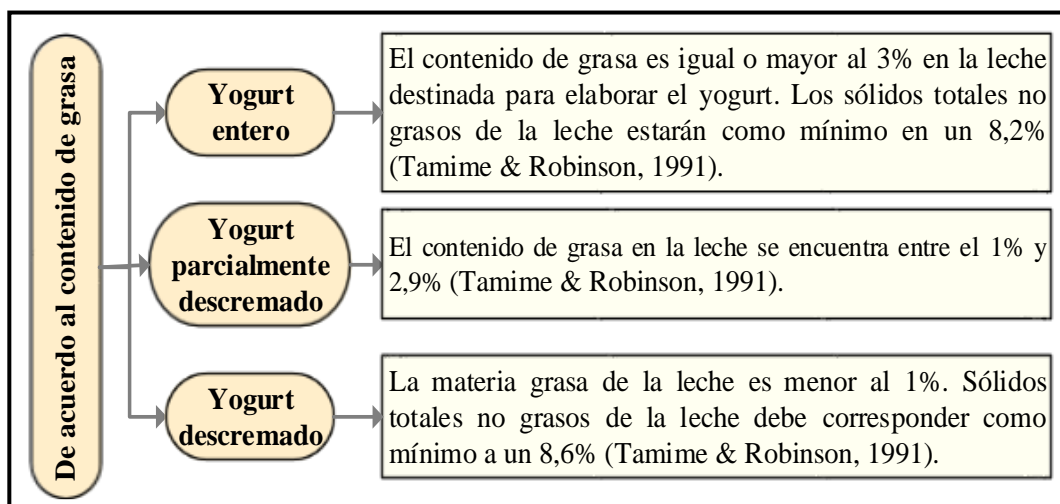 De acuerdo al contenido de grasa
Yogurt
entero
El contenido de grasa es igual o mayor al 3% en la leche
destinada para elaborar el yogurt. Los sólidos totales no
grasos de la leche estarán como mínimo en un 8,2%
(Tamime & Robinson, 1991).
Yogurt
parcialmente
descremado
El contenido de grasa en la leche se encuentra entre el 1% y
2,9% (Tamime & Robinson, 1991).
Yogurt
descremado
La materia grasa de la leche es menor al 1%. Sólidos
totales no grasos de la leche debe corresponder como
mínimo a un 8,6% (Tamime & Robinson, 1991).